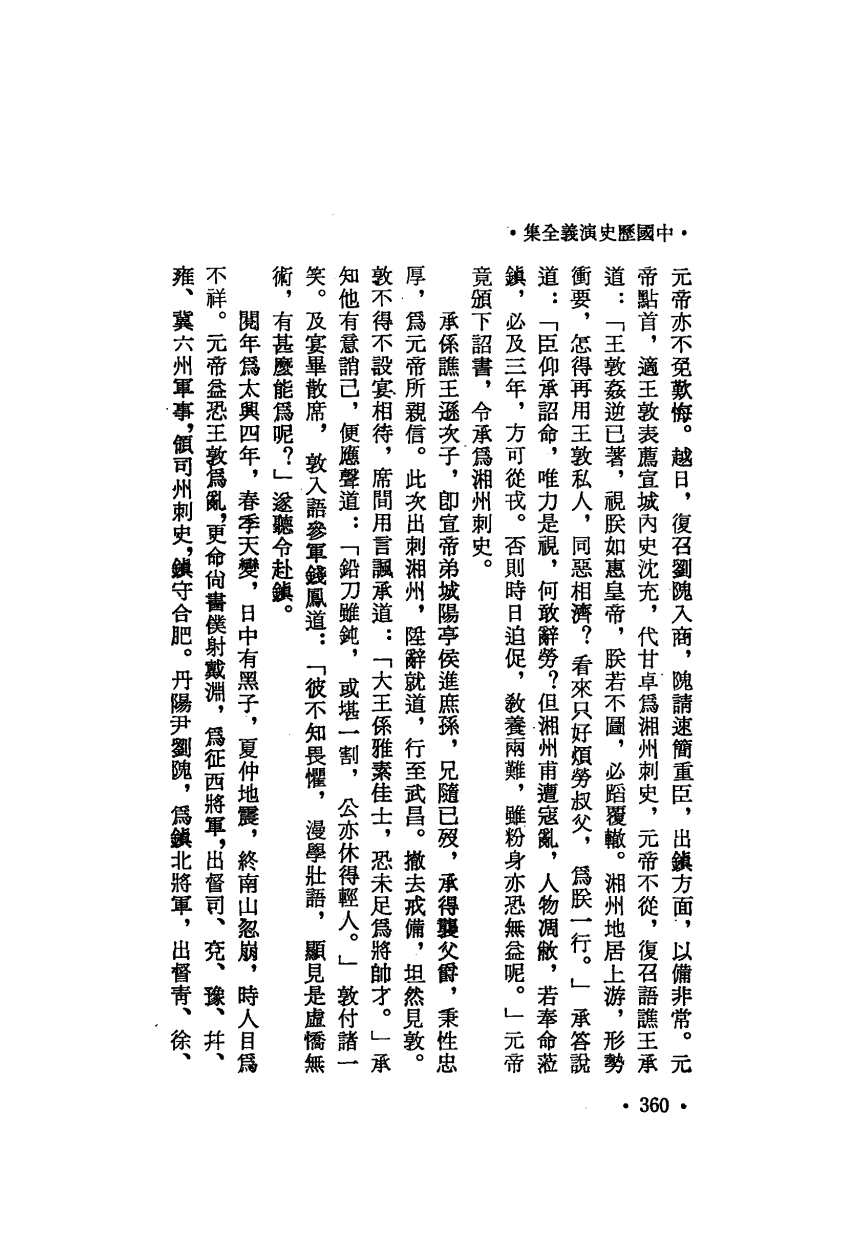 •中國歷史演義全集•
元帝亦不免歎悔。越日，復召劉隗入商，隗請速簡重臣，出鎮方面，以備非常。元
帝點首，適王敦表薦宣城內史沈充，代甘卓爲湘州刺史，元帝不從，復召語譙王承
道：「王敦姦逆已著，視朕如惠皇帝，朕若不圖，必蹈覆轍。湘州地居上游，形勢
衝要，怎得再用王敦私人，同惡相濟？看來只好煩勞叔父，爲朕一行。」承答說
道：「臣仰承詔命，唯力是視，何敢辭勞？但湘州甫遭寇亂，人物凋敝，若奉命蒞
鎮，必及三年，方可從戎。否則時日迫促，教養兩難，雖粉身亦恐無益呢。」元帝
竟頒下詔書，令承爲湘州刺史。
承係譙王遜次子，卽宣帝弟城陽亭侯進庶孫，兄隨已歿，承得襲父爵，秉性忠
厚，爲元帝所親信。此次出刺湘州，陛辭就道，行至武昌。撤去戒備，坦然見敦。
敦不得不設宴相待，席間用言諷承道：「大王係雅素佳士，恐未足爲將帥才。」承
知他有意誚己，便應聲道：「鉛刀雖鈍，或堪一割，公亦休得輕人。」敦付諸一
笑。及宴畢散席，敦入語參軍錢鳳道：「彼不知畏懼，漫學壯語，顯見是虛憍無
術，有甚麼能爲呢？」遂聽令赴鎮。
閱年爲太興四年，春季天變，日中有黑子，夏仲地震，終南山忽崩，時人目爲
不祥。元帝益恐王敦爲亂，更命尙書僕射戴淵，爲征西將軍，出督司、兗、豫、幷、
雍、冀六州軍事，領司州刺史，鎮守合肥。丹陽尹劉隗，爲鎮北將軍，出督靑、徐、
•360•